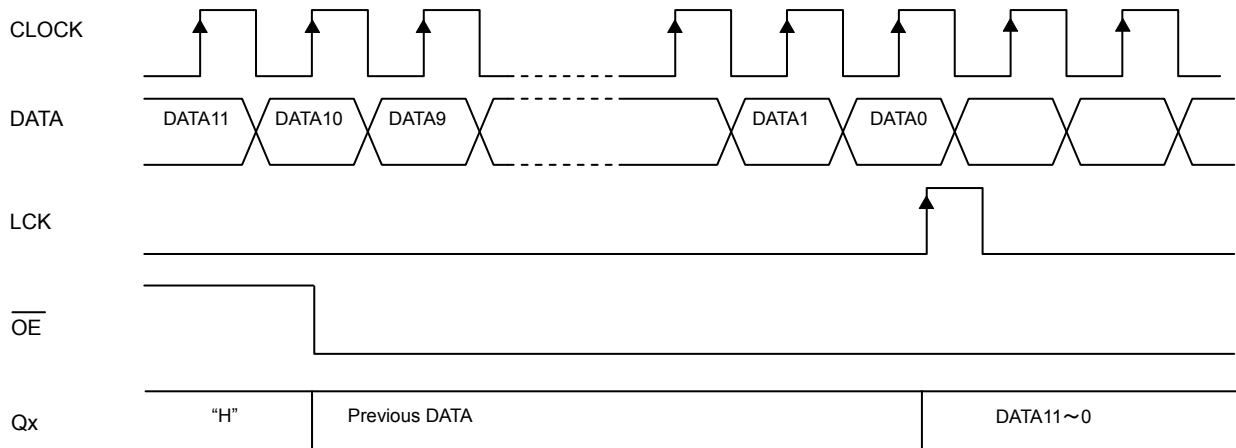 CLOCK
DATA DATA11 DATA10 DATA9 DATA1 DATA0
LCK
OE
Qx “H” Previous DATA DATA11～0